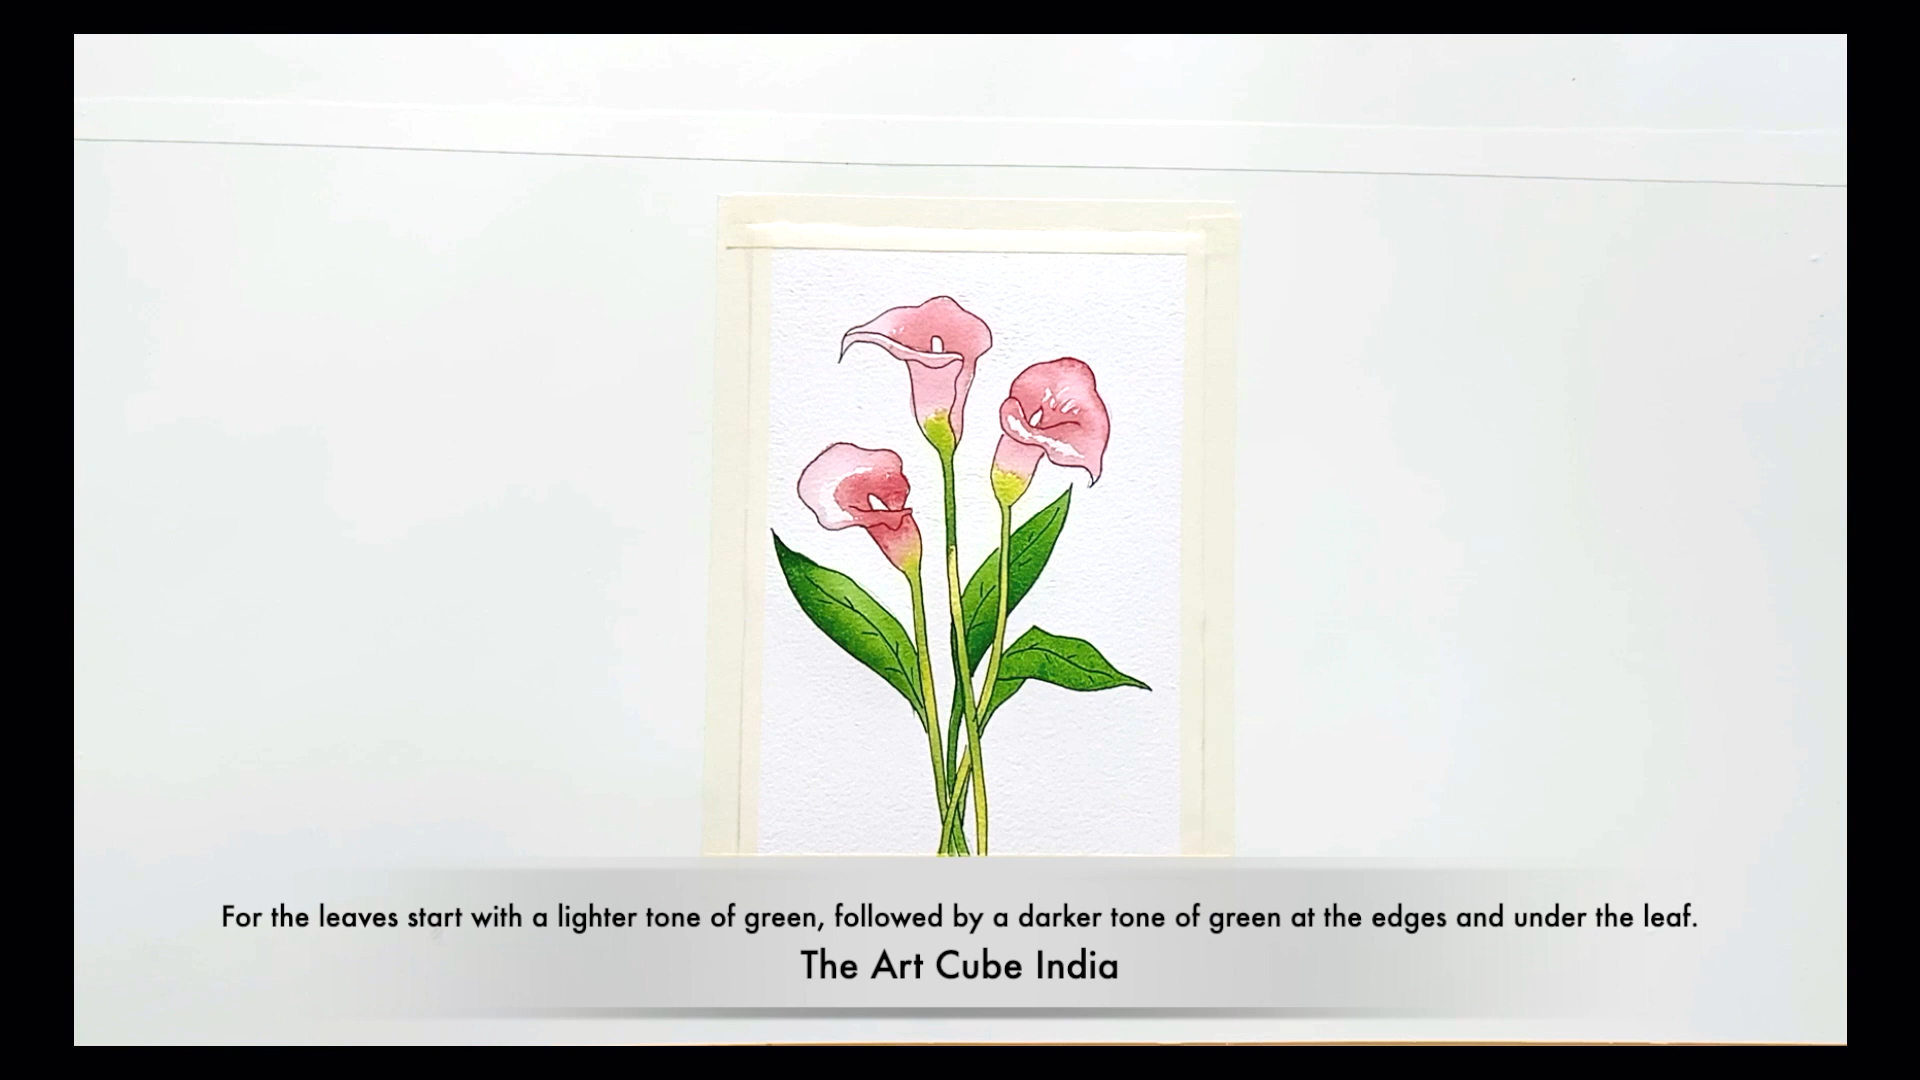 For the leaves start with a lighter tone of green, followed by a darker tone of green at the edges and under the leaf.
The Art Cube India